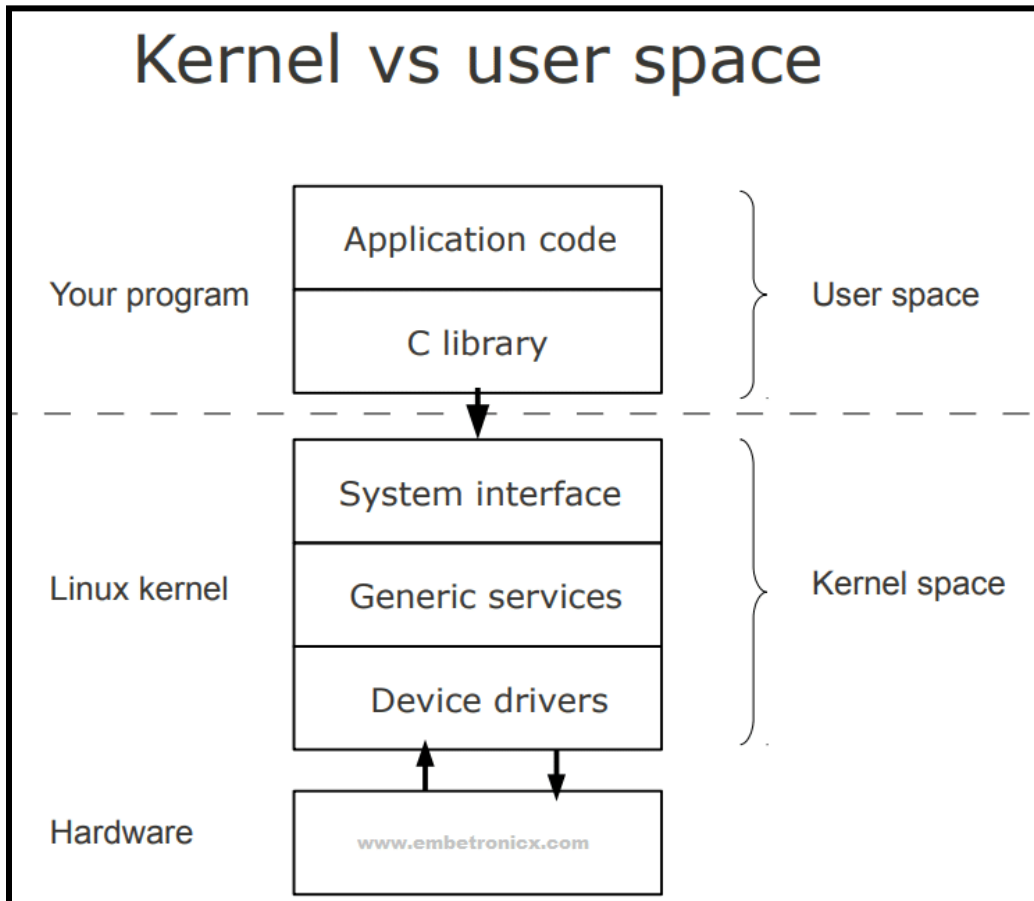 Kernel vs user space
Application code
Your program
User space
C library
System interface
Linux kernel
Generic services
Kernel space
Device drivers
Hardware
www.embetronicx.com